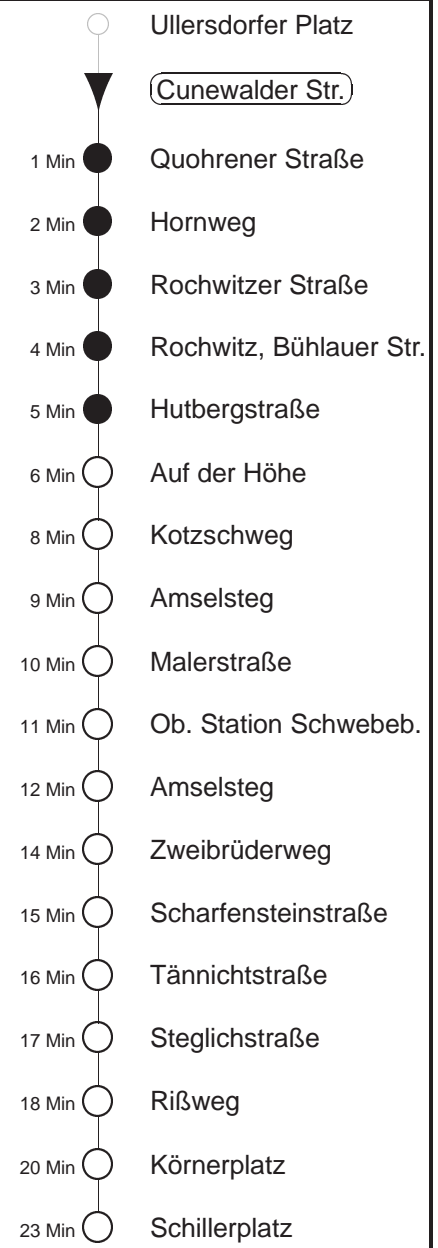 Ullersdorfer Platz
Cunewalder Str.
1 Min Quohrener Straße
2 Min Hornweg
3 Min Rochwitzer Straße
4 Min Rochwitz, Bühlauer Str.
5 Min Hutbergstraße
6 Min Auf der Höhe
8 Min Kotzschweg
9 Min Amselsteg
10 Min Malerstraße
11 Min Ob. Station Schwebeb.
12 Min Amselsteg
14 Min Zweibrüderweg
15 Min Scharfensteinstraße
16 Min Tännichtstraße
17 Min Steglichstraße
18 Min Rißweg
20 Min Körnerplatz
23 Min Schillerplatz